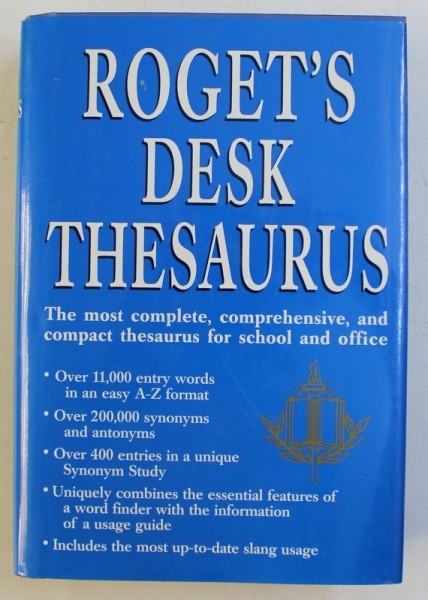 ROGET'S
DESK
THESAURUS
The most complete, comprehensive, and
compact thesaurus for school and office
• Over 11,000 entry words
in an easy A-Z format
• Over 200,000 synonyms
and antonyms
• Over 400 entries in a unique
Synonym Study
• Uniquely combines the essential features of
a word finder with the information
of a usage guide
• Includes the most up-to-date slang usage